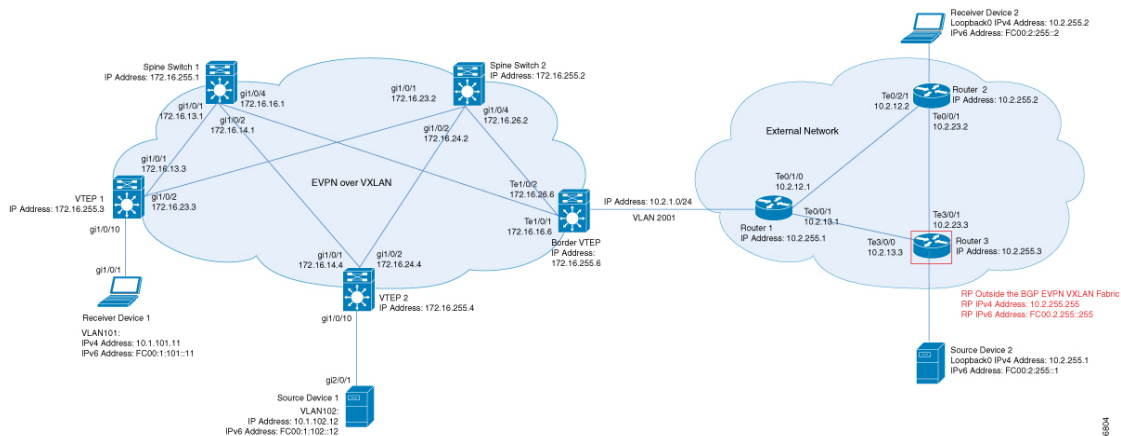 Receiver Device 2
Loopback0 IPv4 Address: 10.2.255.2
IPv6 Address: FC00:2:255::2
Spine Switch 1
IP Address: 172.16.255.1
Spine Switch 2
IP Address: 172.16.255.2
gi1/0/4
172.16.16.1
gi1/0/1
172.16.13.1
gi1/0/2
172.16.14.1
gi1/0/1
172.16.23.2
gi1/0/4
172.16.26.2
gi1/0/2
172.16.24.2
Te0/2/1
10.2.12.2
Router 2
IP Address: 10.2.255.2
Te0/0/1
10.2.23.2
External Network
gi1/0/1
172.16.13.3
EVPN over VXLAN
VTEP 1
IP Address: 172.16.255.3
gi1/0/2
172.16.23.3
gi1/0/10
Te1/0/2
172.16.26.6
Te1/0/1
172.16.16.6
Border VTEP
IP Address:
172.16.255.6
IP Address: 10.2.1.0/24
VLAN 2001
Te0/1/0
10.2.12.1
Te0/0/1
10.2.13.1
Router 1
IP Address: 10.2.255.1
Te3/0/1
10.2.23.3
Te3/0/0
10.2.13.3
Router 3
IP Address: 10.2.255.3
gi1/0/1
172.16.14.4
gi1/0/2
172.16.24.4
VTEP 2
IP Address: 172.16.255.4
gi1/0/10
gi1/0/1
Receiver Device 1
VLAN101:
IPv4 Address: 10.1.101.11
IPv6 Address: FC00:1:101::11
RP Outside the BGP EVPN VXLAN Fabric
RP IPv4 Address: 10.2.255.255
RP IPv6 Address: FC00.2.255::255
Source Device 2
Loopback0 IPv4 Address: 10.2.255.1
IPv6 Address: FC00:2:255::1
gi2/0/1
Source Device 1
VLAN102:
IP Address: 10.1.102.12
IPv6 Address: FC00:1:102::12
6804